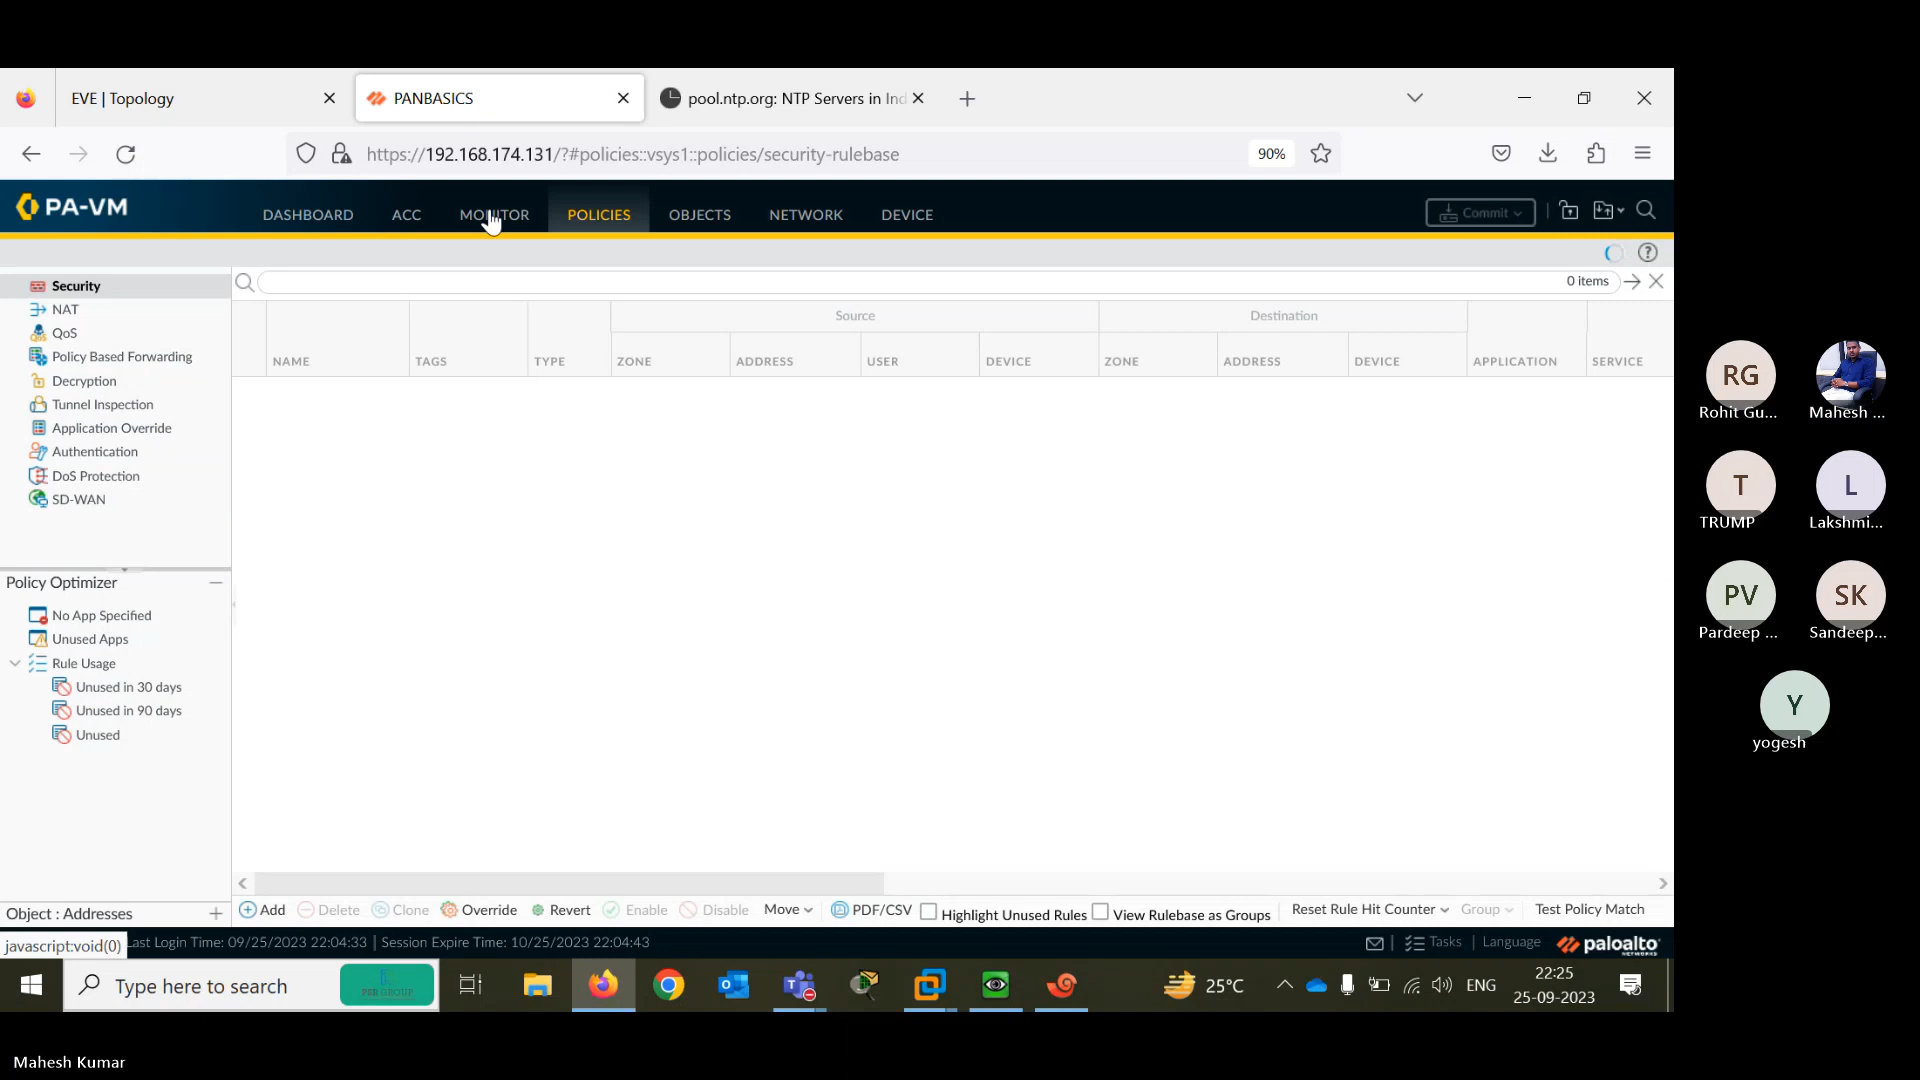 EVE | Topology
PANBASICS
pool.ntp.org: NTP Servers in Ind
https://192.168.174.131/?#policies::vsys1::policies/security-rulebase
90%
PA-VM
DASHBOARD
ACC
MONITOR
POLICIES
OBJECTS
NETWORK
DEVICE
Commit
Security
NAT
QoS
Policy Based Forwarding
Decryption
Tunnel Inspection
Application Override
Authentication
DoS Protection
SD-WAN
Policy Optimizer
No App Specified
Unused Apps
Rule Usage
Unused in 30 days
Unused in 90 days
Unused
Object : Addresses
0 items
Source
Destination
NAME
TAGS
TYPE
ZONE
ADDRESS
USER
DEVICE
ZONE
ADDRESS
DEVICE
APPLICATION
SERVICE
Add
Delete
Clone
Override
Revert
Enable
Disable
Move
PDF/CSV
Highlight Unused Rules
View Rulebase as Groups
Reset Rule Hit Counter
Group
Test Policy Match
javascript:void(0)
Last Login Time: 09/25/2023 22:04:33 | Session Expire Time: 10/25/2023 22:04:43
Tasks | Language
paloalto
NETWORKS
Type here to search
25°C
ENG
22:25
25-09-2023
RG
Rohit Gu...
Mahesh ...
T
TRUMP
L
Lakshmi...
PV
Pardeep ...
SK
Sandeep...
Y
yogesh
Mahesh Kumar